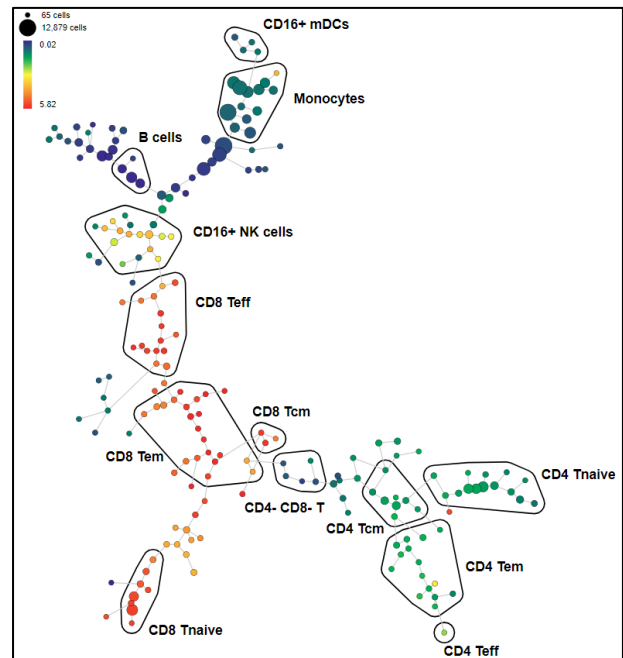 65 cells
12,879 cells
0.02
5.82
CD16+ mDCs
Monocytes
B cells
CD16+ NK cells
CD8 Teff
CD8 Tcm
CD8 Tem
CD4 Tnaive
CD4- CD8- T
CD4 Tcm
CD4 Tem
CD8 Tnaive
CD4 Teff